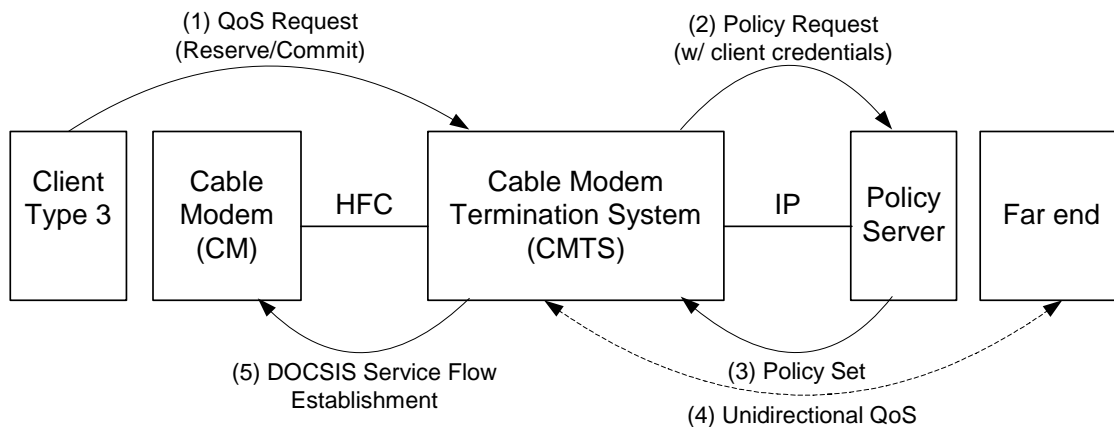 (1) QoS Request
(Reserve/Commit)
(2) Policy Request
(w/ client credentials)
Client
Type 3
Cable
Modem
(CM)
HFC
Cable Modem
Termination System
(CMTS)
IP
Policy
Server
Far end
(5) DOCSIS Service Flow
Establishment
(3) Policy Set
(4) Unidirectional QoS